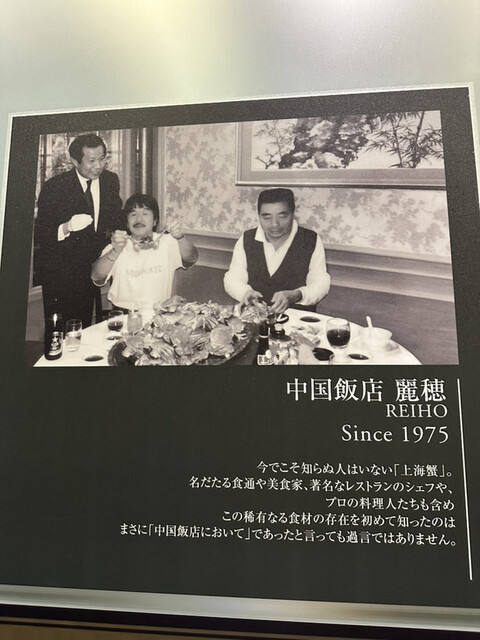 中国飯店 麗穂
REIHO
Since 1975
今でこそ知らぬ人はいない「上海蟹」。
名だたる食通や美食家、著名なレストランのシェフや、
プロの料理人たちも含め
この稀有なる食材の存在を初めて知ったのは
まさに「中国飯店において」であったと言っても過言ではありません。